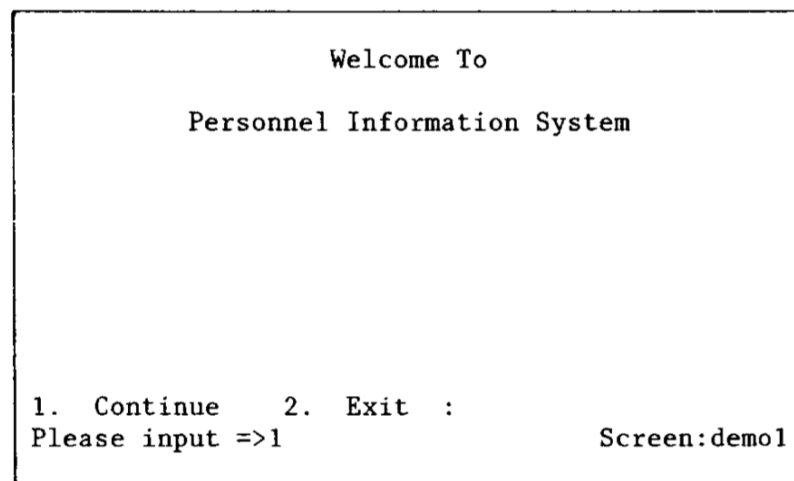 Welcome To
Personnel Information System
1. Continue 2. Exit :
Please input =>1 Screen:demo1